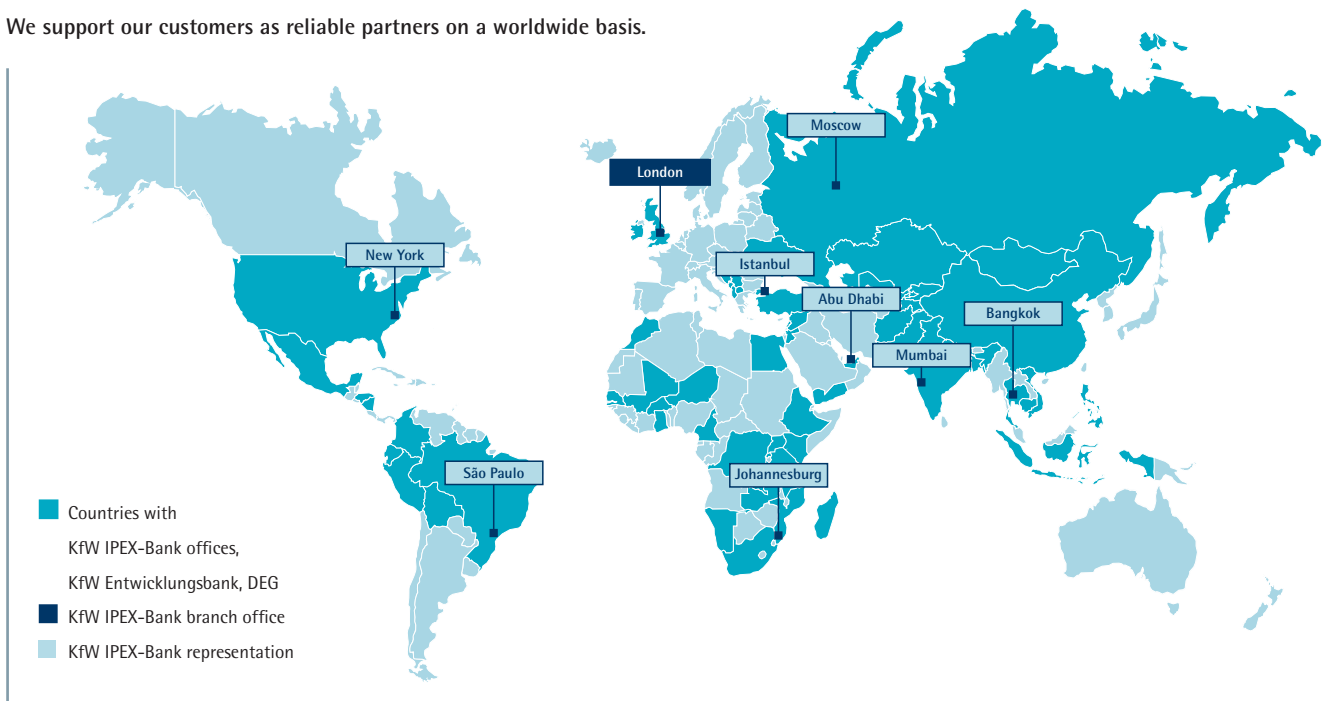 We support our customers as reliable partners on a worldwide basis.
Moscow
London
New York
Istanbul
Abu Dhabi
Bangkok
Mumbai
São Paulo
Johannesburg
Countries with
KfW IPEX-Bank offices,
KfW Entwicklungsbank, DEG
KfW IPEX-Bank branch office
KfW IPEX-Bank representation